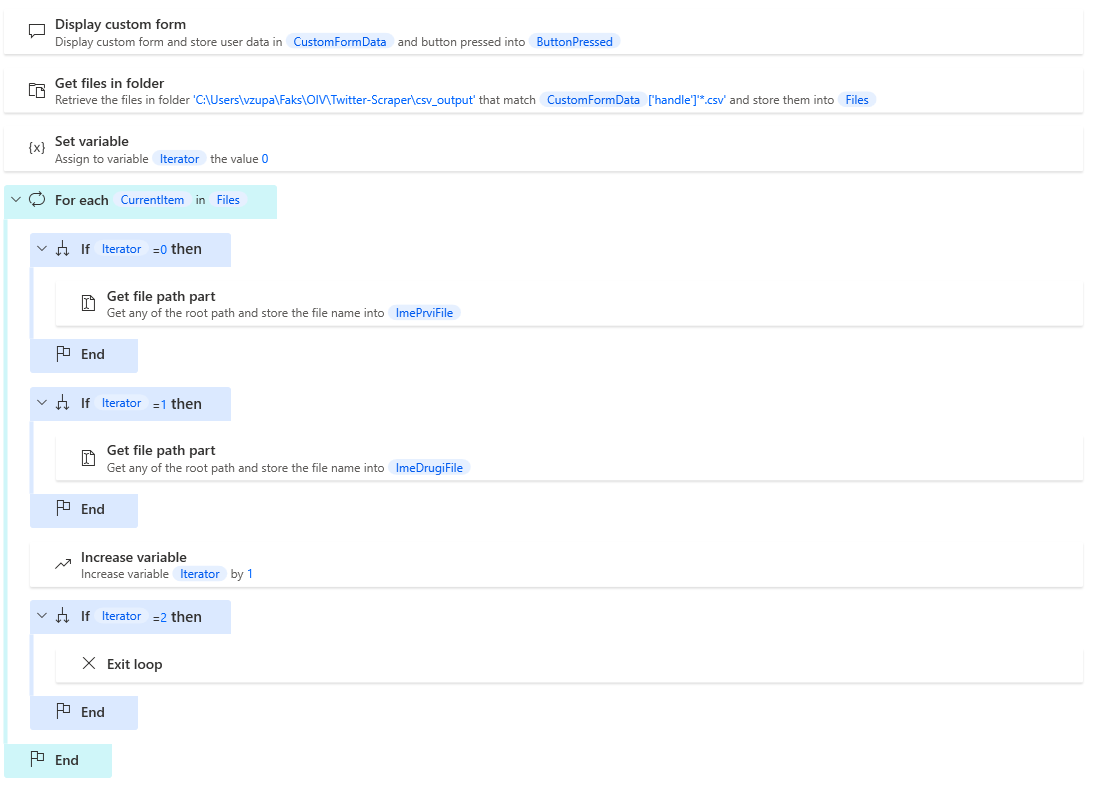 Display custom form
Display custom form and store user data in CustomFormData and button pressed into ButtonPressed
Get files in folder
Retrieve the files in folder 'C:\Users\vzupa\Faks\OIV\Twitter-Scraper\csv_output' that match CustomFormData ['handle']'*.csv' and store them into Files
{x} Set variable
Assign to variable Iterator the value 0
For each CurrentItem in Files
If Iterator =0 then
Get file path part
Get any of the root path and store the file name into ImePrviFile
End
If Iterator =1 then
Get file path part
Get any of the root path and store the file name into ImeDrugiFile
End
Increase variable
Increase variable Iterator by 1
If Iterator =2 then
Exit loop
End
End